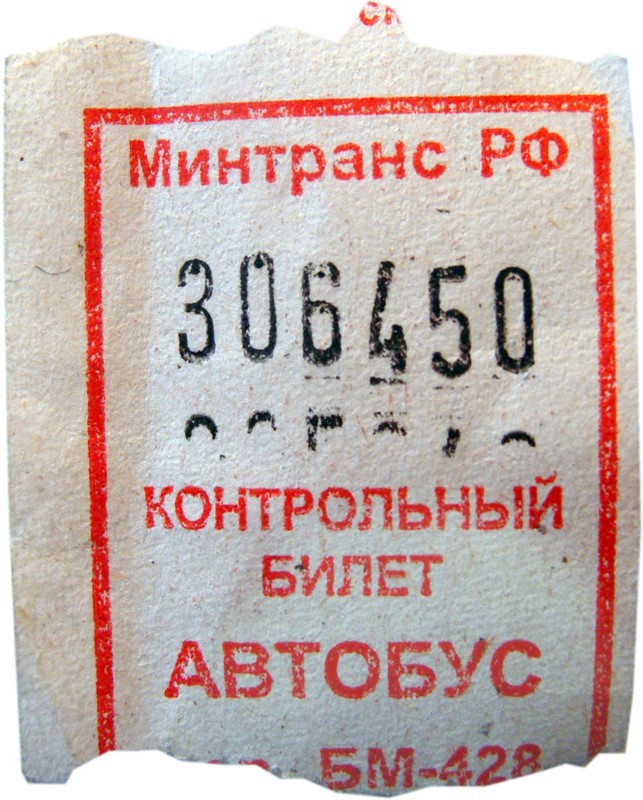 Минтранс РФ
306450
КОНТРОЛЬНЫЙ
БИЛЕТ
АВТОБУС
БМ-428